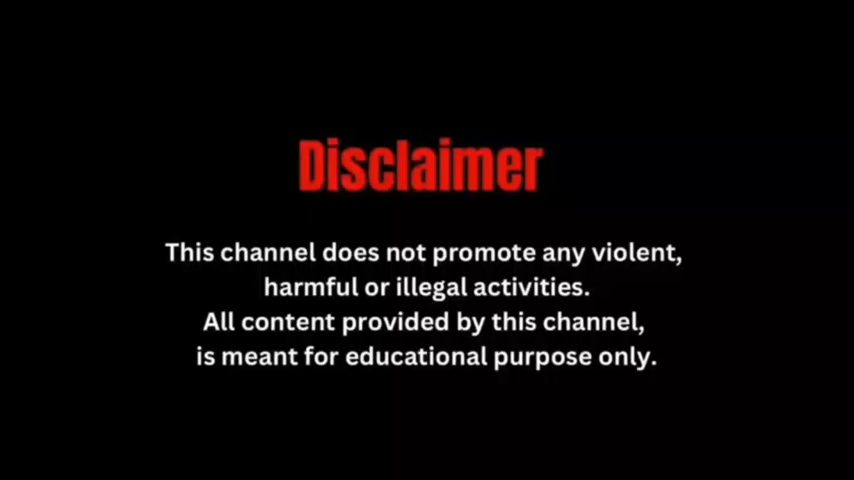 Disclaimer
This channel does not promote any violent,
harmful or illegal activities.
All content provided by this channel,
is meant for educational purpose only.